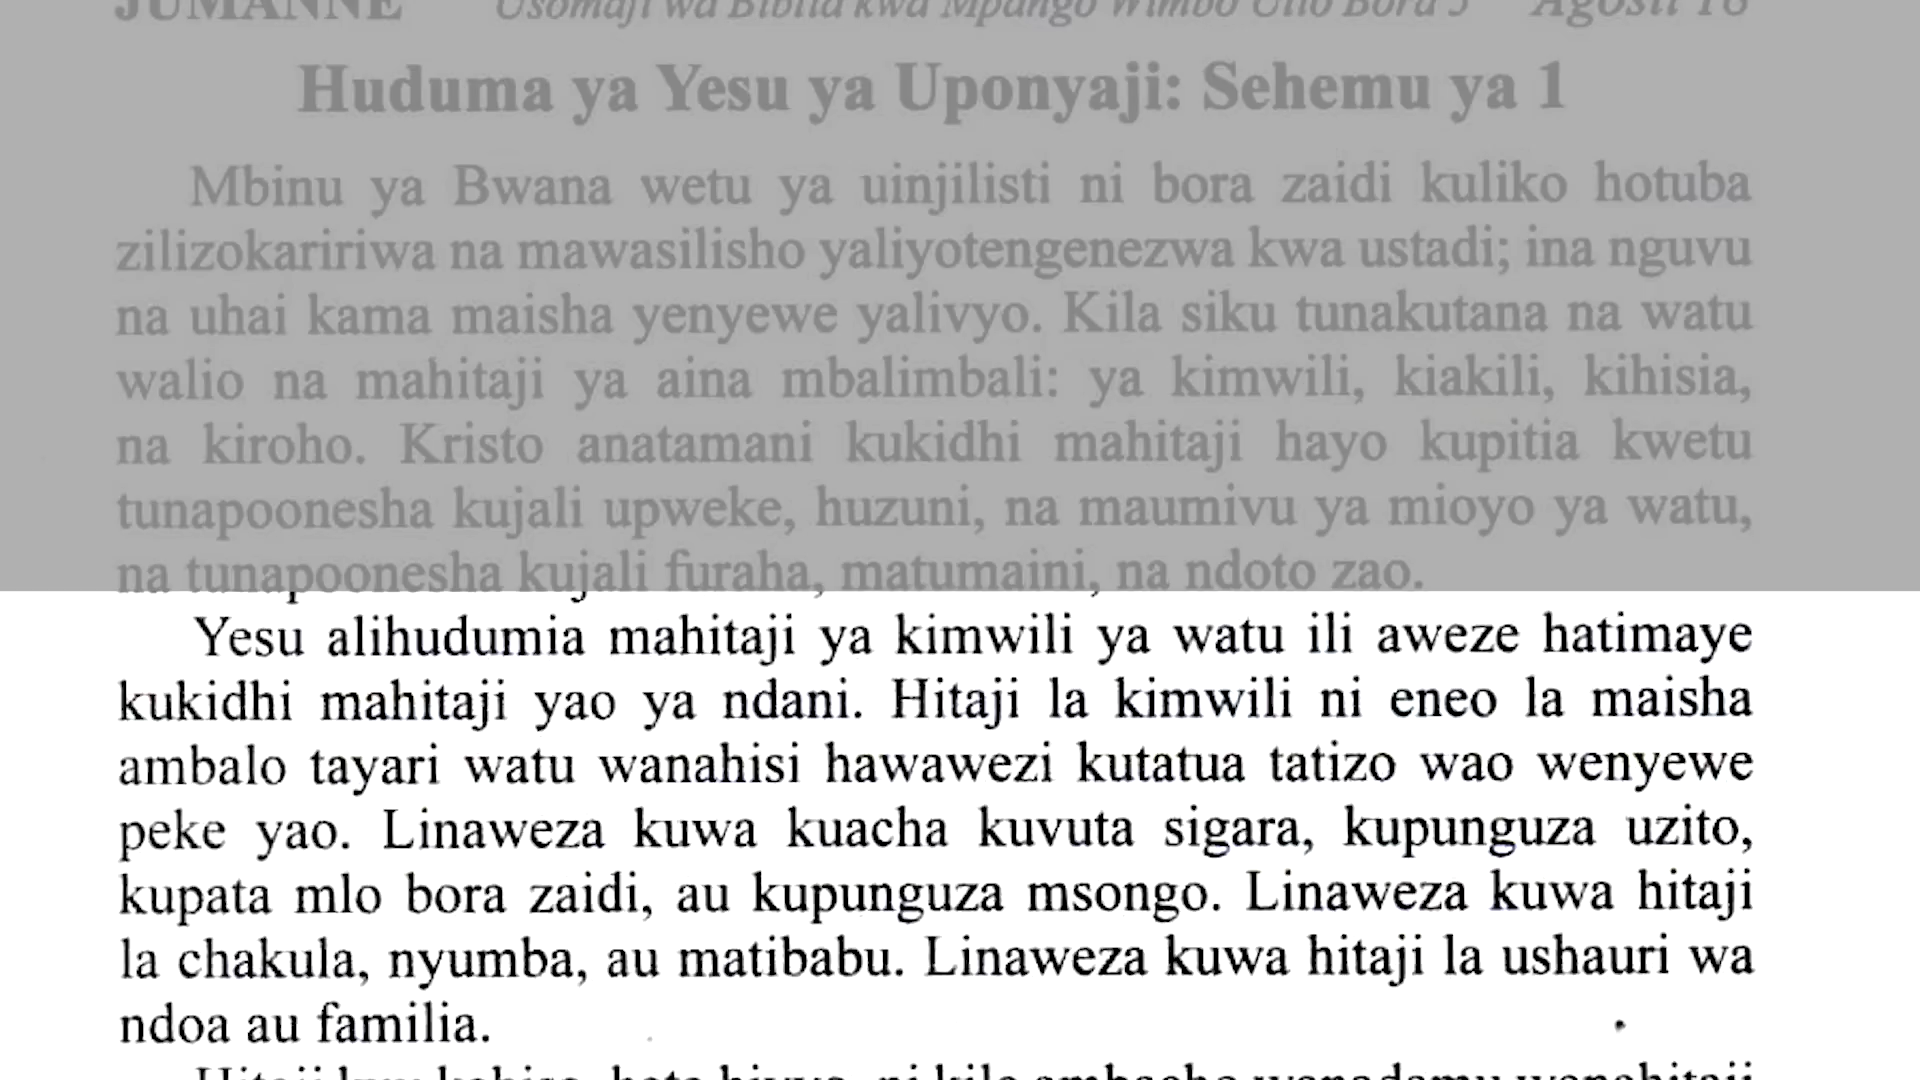 JUMANNE Usomaji wa Biblia kwa Mpango Wimbo Ulio Bora 5 Agosti 16
Huduma ya Yesu ya Uponyaji: Sehemu ya 1
Mbinu ya Bwana wetu ya uinjilisti ni bora zaidi kuliko hotuba
zilizokaririwa na mawasilisho yaliyotengenezwa kwa ustadi; ina nguvu
na uhai kama maisha yenyewe yalivyo. Kila siku tunakutana na watu
walio na mahitaji ya aina mbalimbali: ya kimwili, kiakili, kihisia,
na kiroho. Kristo anatamani kukidhi mahitaji hayo kupitia kwetu
tunapoonesha kujali upweke, huzuni, na maumivu ya mioyo ya watu,
na tunapoonesha kujali furaha, matumaini, na ndoto zao.
Yesu alihudumia mahitaji ya kimwili ya watu ili aweze hatimaye
kukidhi mahitaji yao ya ndani. Hitaji la kimwili ni eneo la maisha
ambalo tayari watu wanahisi hawawezi kutatua tatizo wao wenyewe
peke yao. Linaweza kuwa kuacha kuvuta sigara, kupunguza uzito,
kupata mlo bora zaidi, au kupunguza msongo. Linaweza kuwa hitaji
la chakula, nyumba, au matibabu. Linaweza kuwa hitaji la ushauri wa
ndoa au familia.